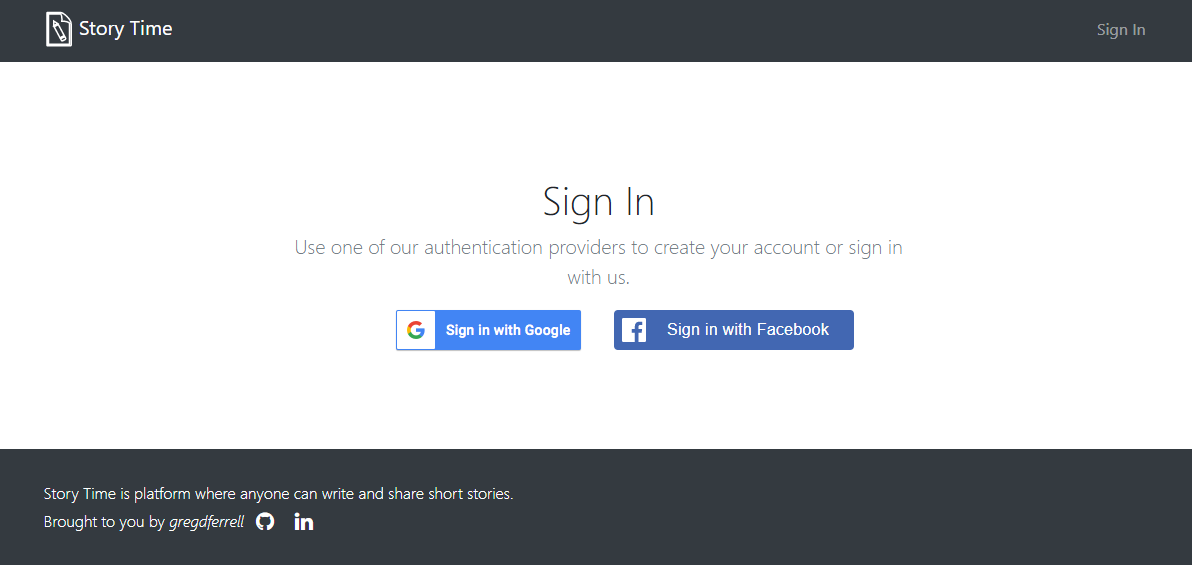 Story Time
Sign In
Sign In
Use one of our authentication providers to create your account or sign in
with us.
Sign in with Google
Sign in with Facebook
Story Time is platform where anyone can write and share short stories.
Brought to you by gregdferrell